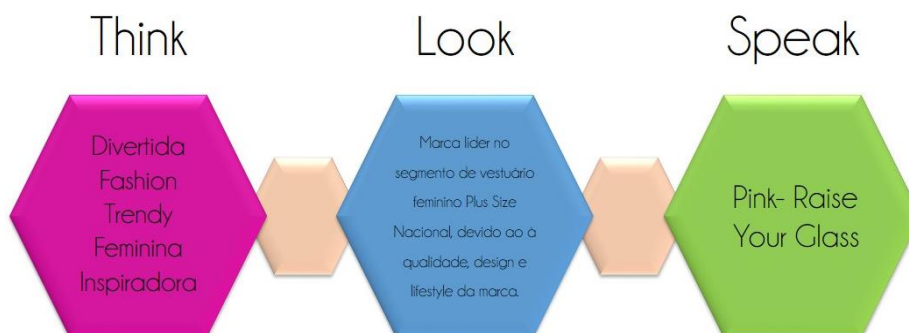 Think
Look
Speak
Divertida
Fashion
Trendy
Feminina
Inspiradora
Marca líder no
segmento de vestuário
feminino Plus Size
Nacional, devido ao à
qualidade, design e
lifestyle da marca.
Pink- Raise
Your Glass